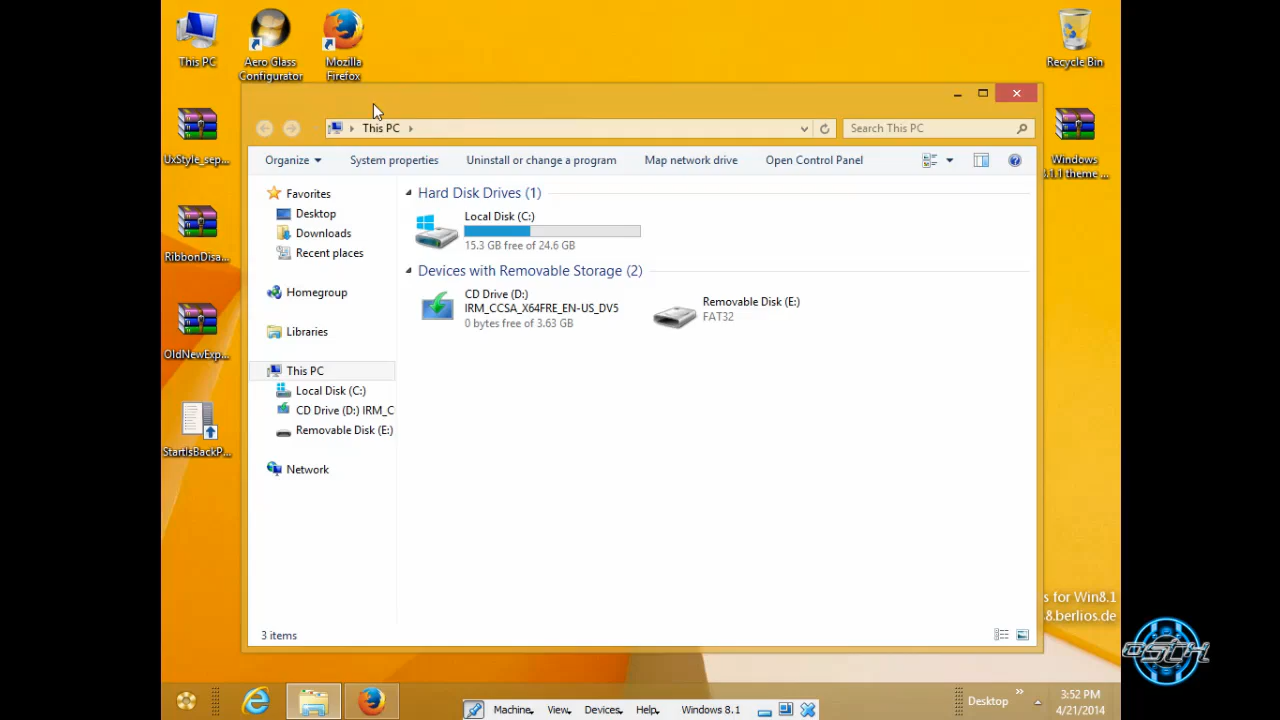 This PC
Aero Glass
Configurator
Mozilla
Firefox
Recycle Bin
This PC
Search This PC
Organize
System properties
Uninstall or change a program
Map network drive
Open Control Panel
UxStyle_sep...
RibbonDisa...
OldNewExp...
StartIsBackP...
Windows
8.1.1 theme ...
Favorites
Desktop
Downloads
Recent places
Homegroup
Libraries
This PC
Local Disk (C:)
CD Drive (D:) IRM_C
Removable Disk (E:)
Network
Hard Disk Drives (1)
Local Disk (C:)
15.3 GB free of 24.6 GB
Devices with Removable Storage (2)
CD Drive (D:)
IRM_CCSA_X64FRE_EN-US_DV5
0 bytes free of 3.63 GB
Removable Disk (E:)
FAT32
3 items
s for Win8.1
8.berlios.de
OSCH
Machine
View
Devices
Help
Windows 8.1
Desktop
3:52 PM
4/21/2014